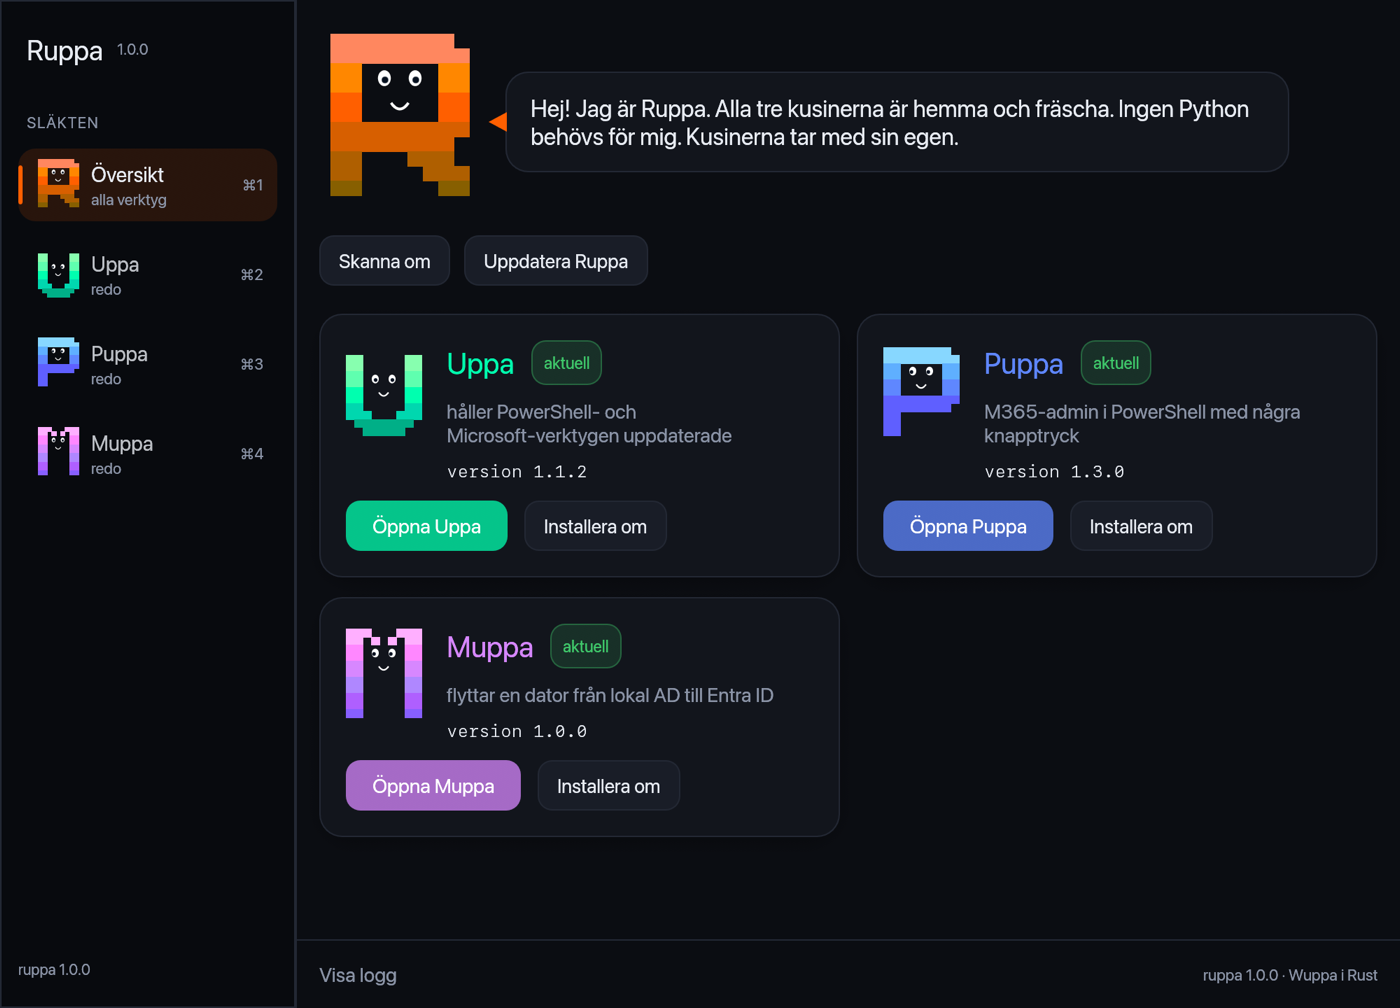 Ruppa 1.0.0
SLÄKTEN
Översikt
alla verktyg
⌘1
Uppa
redo
⌘2
Puppa
redo
⌘3
Muppa
redo
⌘4
ruppa 1.0.0
Hej! Jag är Ruppa. Alla tre kusinerna är hemma och fräscha. Ingen Python
behövs för mig. Kusinerna tar med sin egen.
Skanna om
Uppdatera Ruppa
Uppa aktuell
håller PowerShell- och
Microsoft-verktygen uppdaterade
version 1.1.2
Öppna Uppa
Installera om
Puppa aktuell
M365-admin i PowerShell med några
knapptryck
version 1.3.0
Öppna Puppa
Installera om
Muppa aktuell
flyttar en dator från lokal AD till Entra ID
version 1.0.0
Öppna Muppa
Installera om
Visa logg
ruppa 1.0.0 · Wuppa i Rust